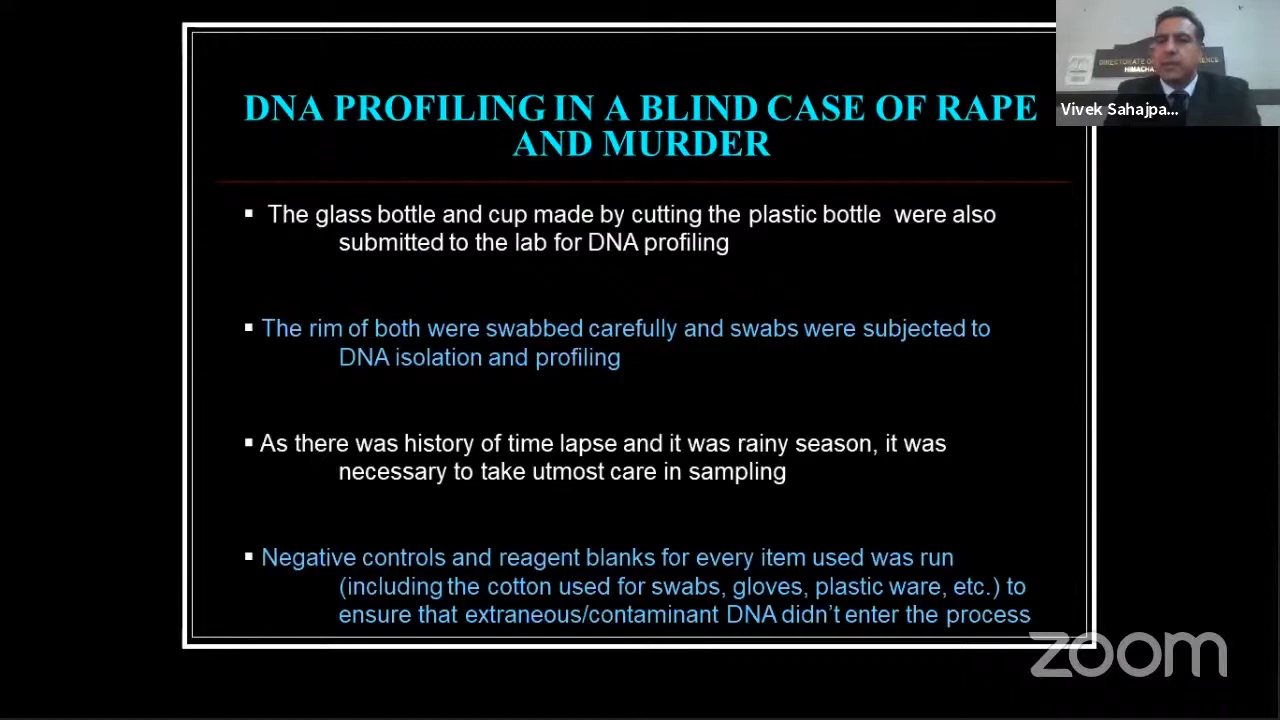 DNA PROFILING IN A BLIND CASE OF RAPE
AND MURDER
▪ The glass bottle and cup made by cutting the plastic bottle were also
submitted to the lab for DNA profiling
▪ The rim of both were swabbed carefully and swabs were subjected to
DNA isolation and profiling
▪ As there was history of time lapse and it was rainy season, it was
necessary to take utmost care in sampling
▪ Negative controls and reagent blanks for every item used was run
(including the cotton used for swabs, gloves, plastic ware, etc.) to
ensure that extraneous/contaminant DNA didn't enter the process
DIRECTORATE
HIMACHA
Vivek Sahajpa...
zoom